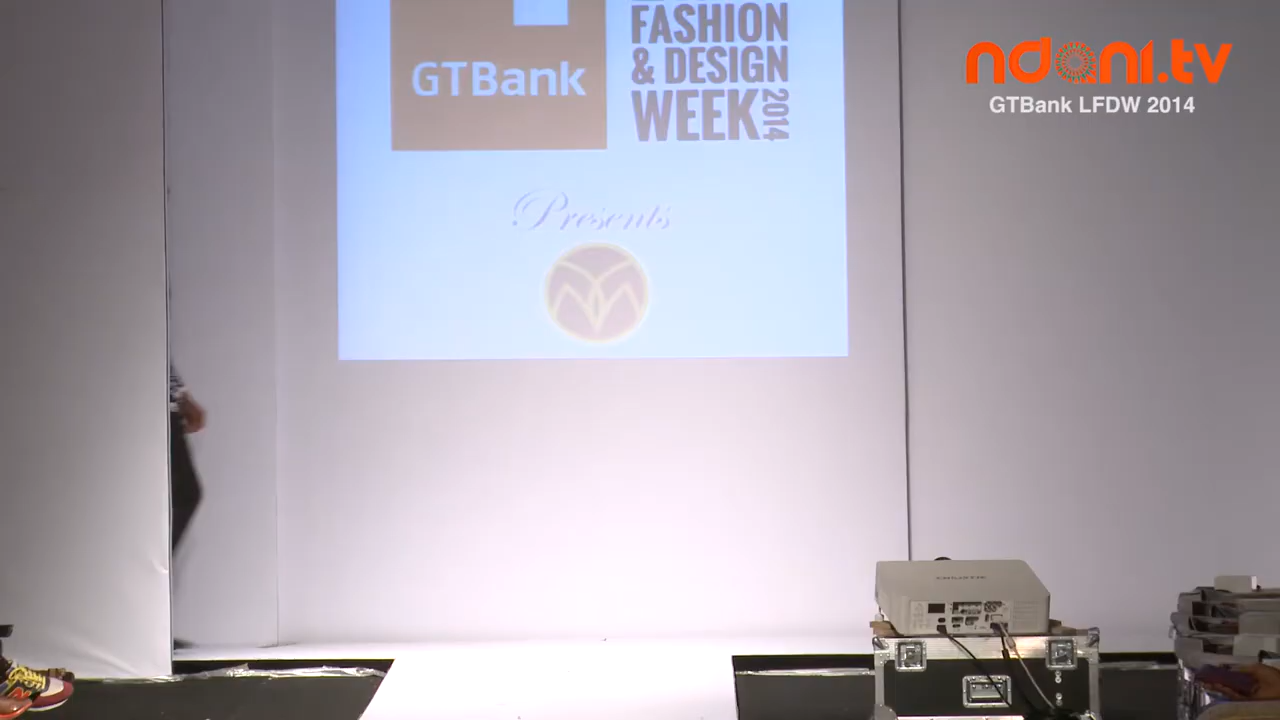 FASHION
& DESIGN
WEEK 2014
GTBank
Presents
ndani.tv
GTBank LFDW 2014